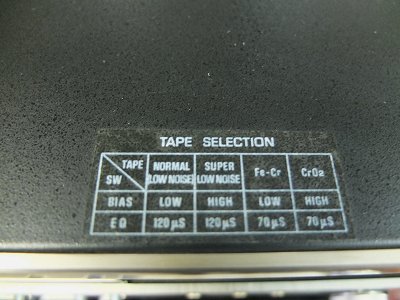 TAPE SELECTION
TAPE NORMAL SUPER Fe-Cr CrO2
SW LOW NOISE LOW NOISE
BIAS LOW HIGH LOW HIGH
EQ 120µS 120µS 70µS 70µS